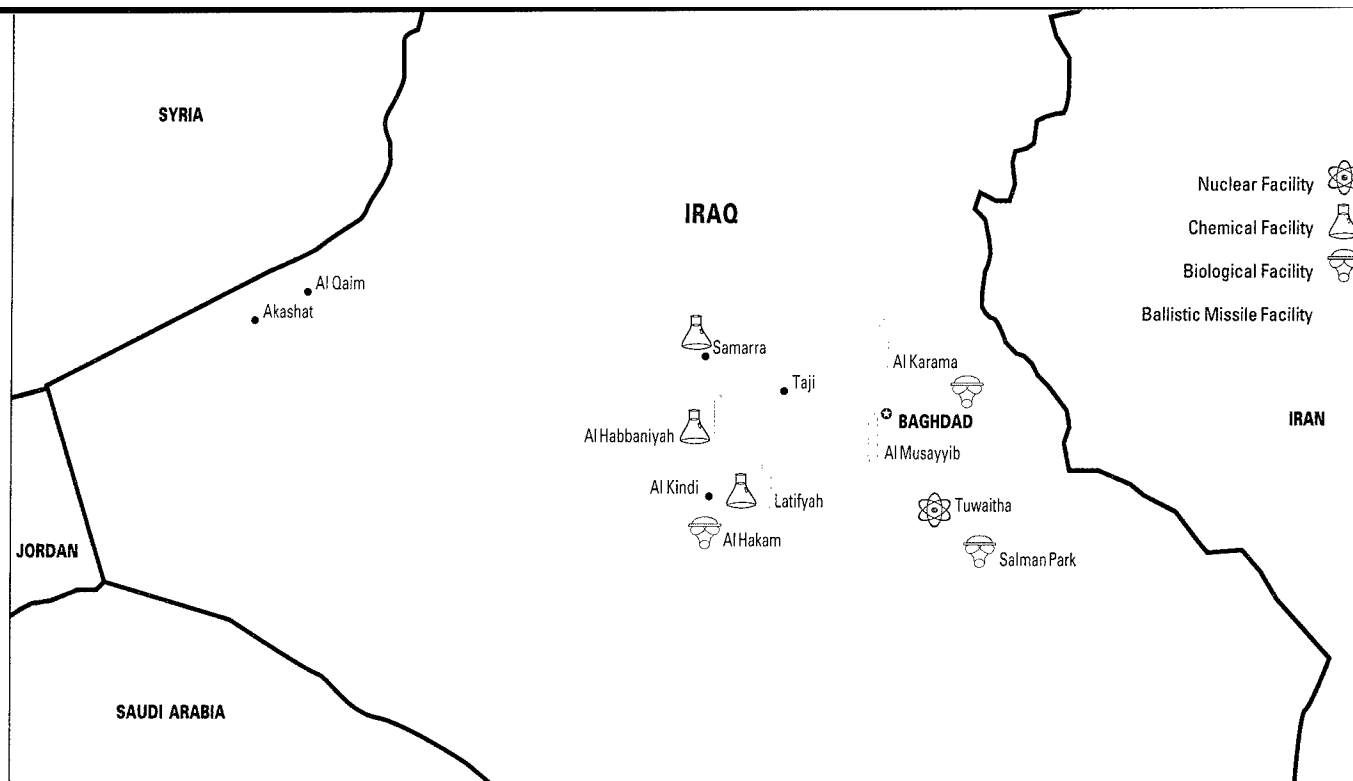 SYRIA
IRAQ
Nuclear Facility
Chemical Facility
Biological Facility
Ballistic Missile Facility
Al Qaim
Akashat
Samarra
Al Karama
Taji
BAGHDAD
IRAN
Al Habbaniyah
Al Musayyib
Al Kindi
Latifyah
Tuwaitha
Al Hakam
Salman Park
JORDAN
SAUDI ARABIA